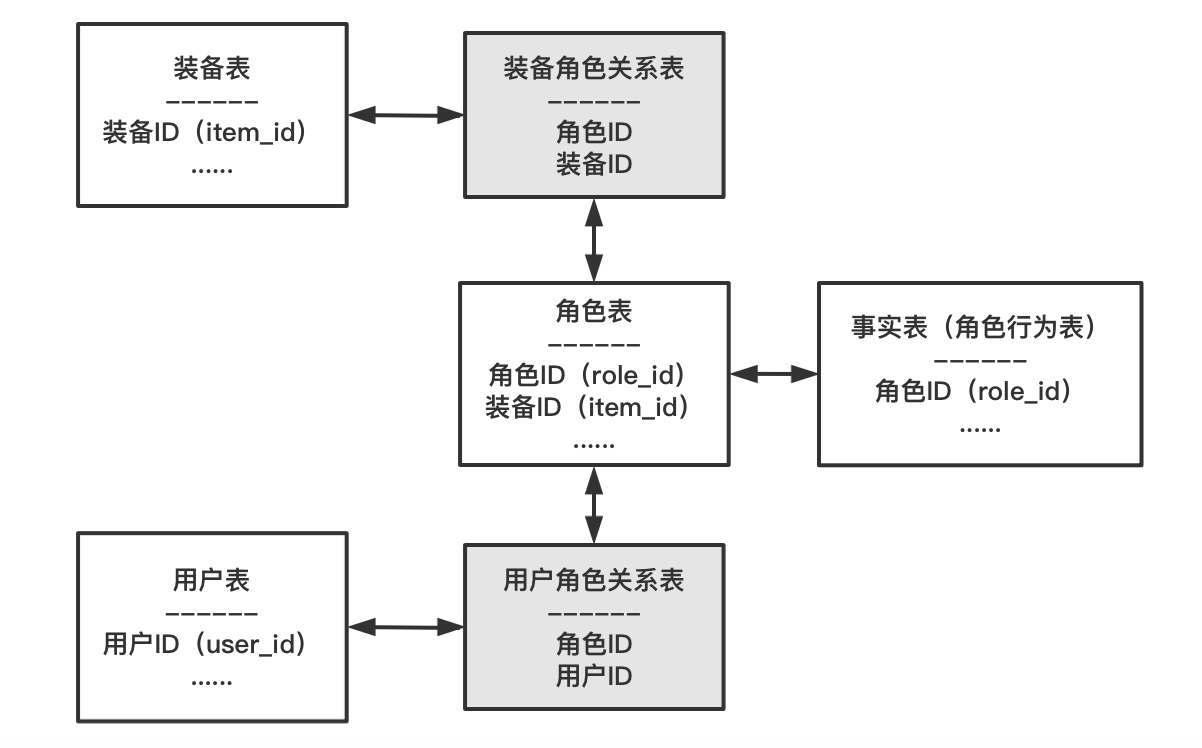 装备表
------
装备ID（item_id）
......
装备角色关系表
------
角色ID
装备ID
角色表
------
角色ID（role_id）
装备ID（item_id）
......
事实表（角色行为表）
------
角色ID（role_id）
......
用户表
------
用户ID（user_id）
......
用户角色关系表
------
角色ID
用户ID